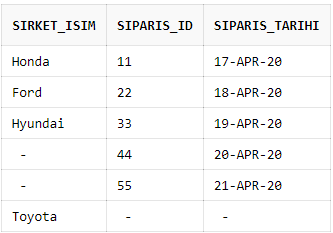 SIRKET_ISIM SIPARIS_ID SIPARIS_TARIHI
Honda 11 17-APR-20
Ford 22 18-APR-20
Hyundai 33 19-APR-20
- 44 20-APR-20
- 55 21-APR-20
Toyota - -